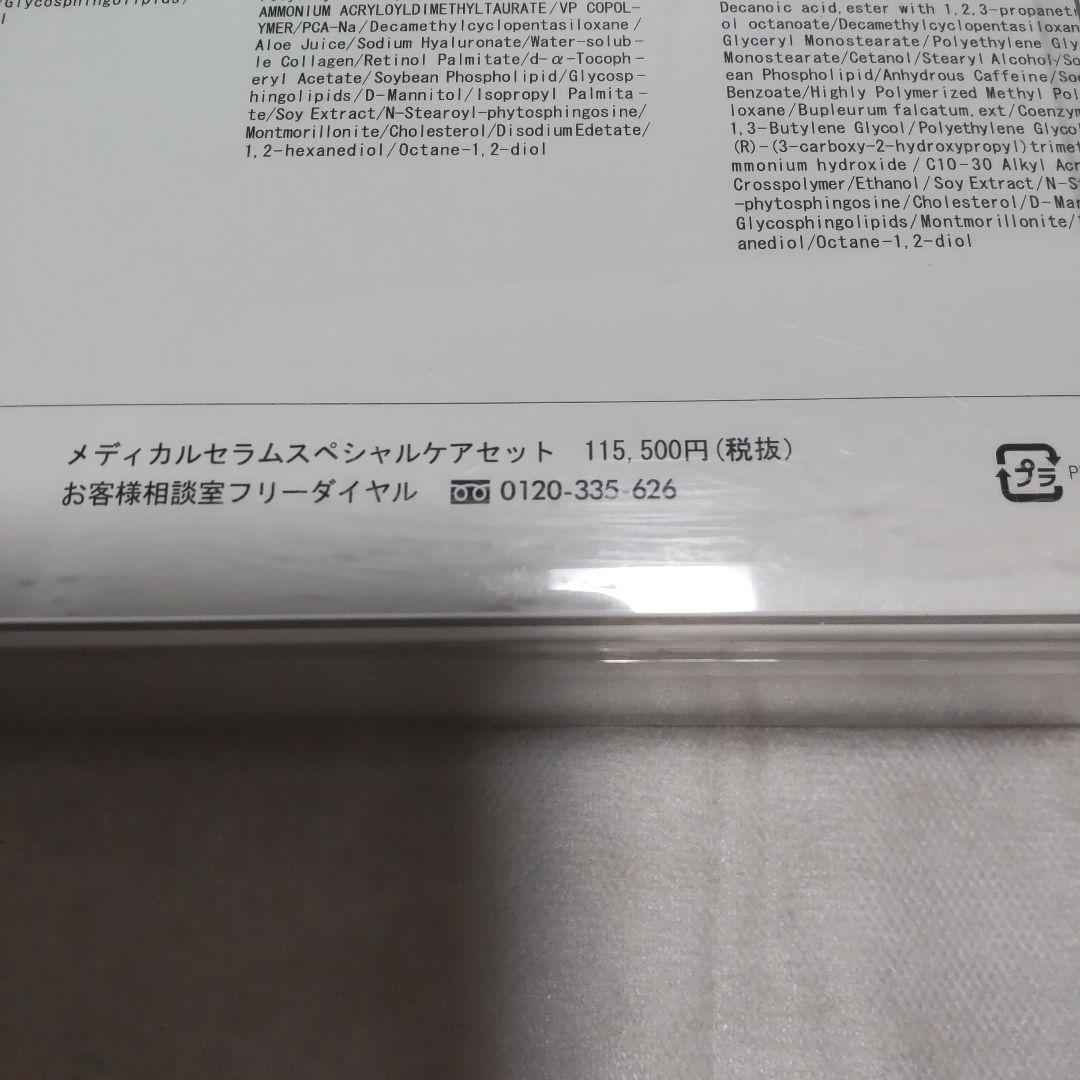 Glycosphingolipids/
AMMONIUM ACRYLOYLDIMETHYLTAURATE/VP COPOL-
YMER/PCA-Na/Decamethylcyclopentasiloxane/
Aloe Juice/Sodium Hyaluronate/Water-solub-
le Collagen/Retinol Palmitate/d-α-Tocoph-
eryl Acetate/Soybean Phospholipid/Glycosp-
hingolipids/D-Mannitol/Isopropyl Palmita-
te/Soy Extract/N-Stearoyl-phytosphingosine/
Montmorillonite/Cholesterol/Disodium Edetate/
1,2-hexanediol/Octane-1,2-diol
Decanoic acid,ester with 1,2,3-propanetri
ol octanoate/Decamethylcyclopentasiloxan
Glyceryl Monostearate/Polyethylene Gly
Monostearate/Cetanol/Stearyl Alcohol/So
ean Phospholipid/Anhydrous Caffeine/So
Benzoate/Highly Polymerized Methyl Pol
loxane/Bupleurum falcatum,ext/Coenzym
1,3-Butylene Glycol/Polyethylene Glyco
(R)-(3-carboxy-2-hydroxypropyl)trimet
mmonium hydroxide/C10-30 Alkyl Acr
Crosspolymer/Ethanol/Soy Extract/N-S
-phytosphingosine/Cholesterol/D-Man
Glycosphingolipids/Montmorillonite/
anediol/Octane-1,2-diol
メディカルセラムスペシャルケアセット 115,500円(税抜)
お客様相談室フリーダイヤル 0120-335-626
プラ
P